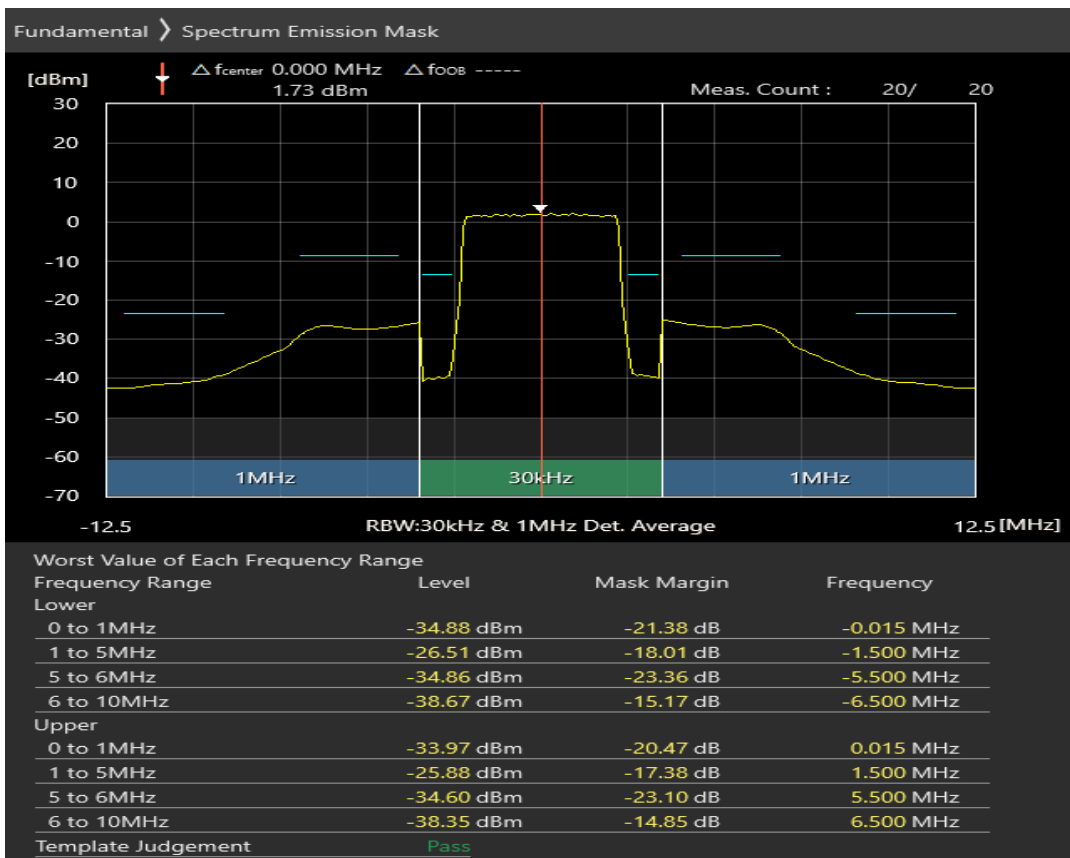 Fundamental ❯ Spectrum Emission Mask
[dBm] △ fcenter 0.000 MHz △ fOOB -----
1.73 dBm Meas. Count : 20/ 20
30
20
10
0
-10
-20
-30
-40
-50
-60
1MHz 30kHz 1MHz
-70
-12.5 RBW:30kHz & 1MHz Det. Average 12.5 [MHz]
Worst Value of Each Frequency Range
Frequency Range Level Mask Margin Frequency
Lower
0 to 1MHz -34.88 dBm -21.38 dB -0.015 MHz
1 to 5MHz -26.51 dBm -18.01 dB -1.500 MHz
5 to 6MHz -34.86 dBm -23.36 dB -5.500 MHz
6 to 10MHz -38.67 dBm -15.17 dB -6.500 MHz
Upper
0 to 1MHz -33.97 dBm -20.47 dB 0.015 MHz
1 to 5MHz -25.88 dBm -17.38 dB 1.500 MHz
5 to 6MHz -34.60 dBm -23.10 dB 5.500 MHz
6 to 10MHz -38.35 dBm -14.85 dB 6.500 MHz
Template Judgement Pass